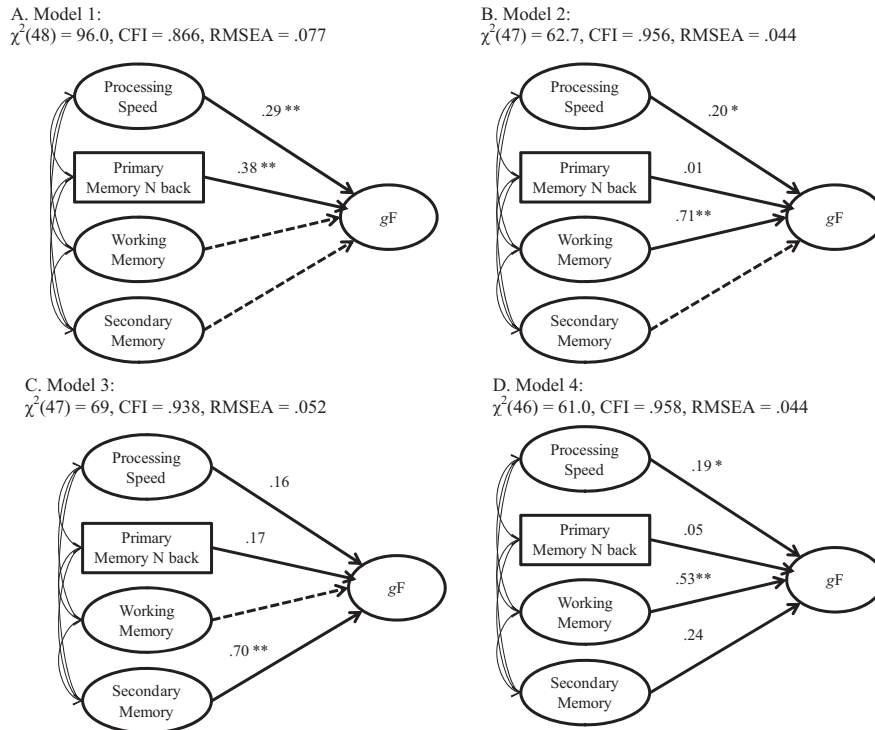 A. Model 1:
χ²(48) = 96.0, CFI = .866, RMSEA = .077
Processing
Speed
.29 **
Primary
Memory N back
.38 **
gF
Working
Memory
Secondary
Memory
B. Model 2:
χ²(47) = 62.7, CFI = .956, RMSEA = .044
Processing
Speed
.20 *
Primary
Memory N back
.01
gF
.71**
Working
Memory
Secondary
Memory
C. Model 3:
χ²(47) = 69, CFI = .938, RMSEA = .052
Processing
Speed
.16
Primary
Memory N back
.17
gF
Working
Memory
.70 **
Secondary
Memory
D. Model 4:
χ²(46) = 61.0, CFI = .958, RMSEA = .044
Processing
Speed
.19 *
Primary
Memory N back
.05
gF
.53**
Working
Memory
.24
Secondary
Memory